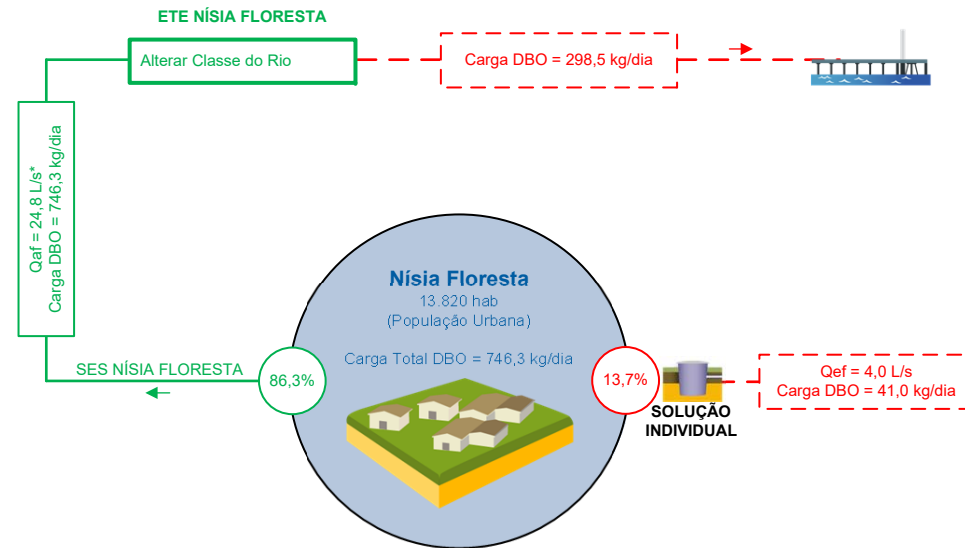 ETE NÍSIA FLORESTA
Alterar Classe do Rio
Carga DBO = 298,5 kg/dia
Qaf = 24,8 L/s*
Carga DBO = 746,3 kg/dia
Nísia Floresta
13.820 hab
(População Urbana)
Carga Total DBO = 746,3 kg/dia
SES NÍSIA FLORESTA
86,3%
13,7%
SOLUÇÃO
INDIVIDUAL
Qef = 4,0 L/s
Carga DBO = 41,0 kg/dia